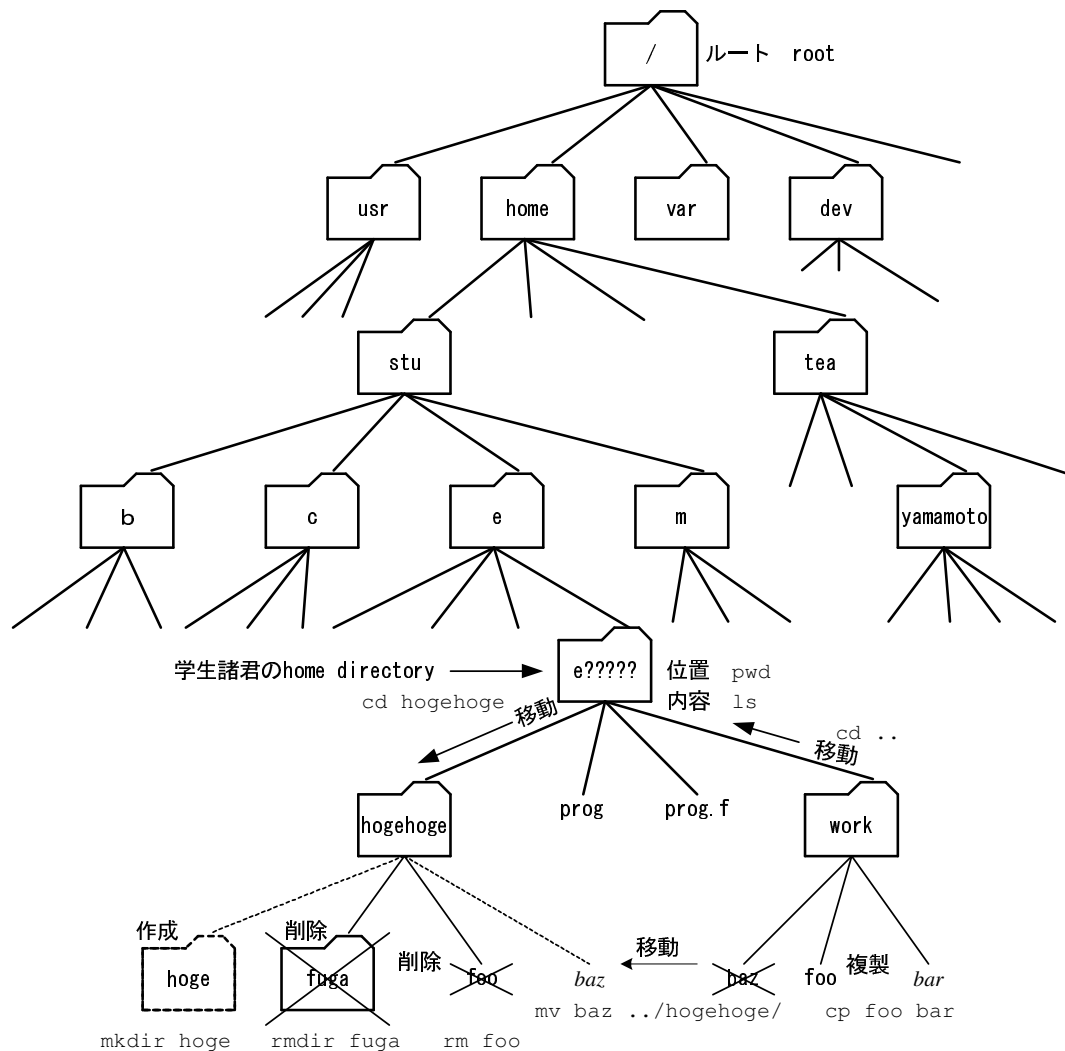 / ルート root
usr home var dev
stu tea
b c e m yamamoto
学生諸君のhome directory e????? 位置 pwd
cd hogehoge 移動 内容 ls
cd ..
移動
hogehoge prog prog.f work
作成 削除 削除 移動 複製
hoge fuga foo baz baz foo bar
mv baz ../hogehoge/ cp foo bar
mkdir hoge rmdir fuga rm foo